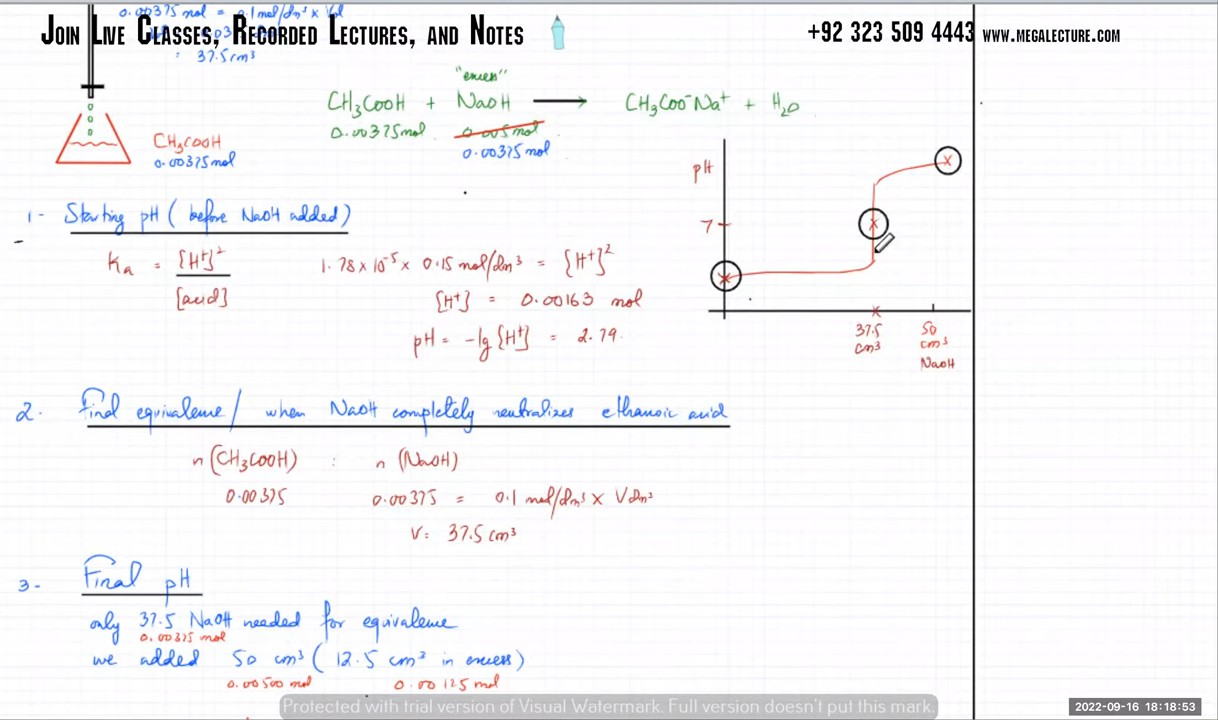 0.00375 mol = 0.1 mol/dm³ x Vol
Join Live Classes, Recorded Lectures, and Notes
+92 323 509 4443 www.megalecture.com
37.5 cm³
"excess"
CH₃COOH + NaOH → CH₃COO⁻Na⁺ + H₂O
0.00375 mol 0.005 mol
0.00375 mol
CH₃COOH
0.00375 mol
pH
7
37.5 cm³
50 cm³ NaOH
1- Starting pH (before NaOH added)
Ka = [H⁺]² / [acid]
1.78 x 10⁻⁵ x 0.15 mol/dm³ = [H⁺]²
[H⁺] = 0.00163 mol
pH = -lg [H⁺] = 2.79
2. Find equivalence / when NaOH completely neutralizes ethanoic acid
n (CH₃COOH) : n (NaOH)
0.00375 0.00375 = 0.1 mol/dm³ x V dm³
V = 37.5 cm³
3- Final pH
only 37.5 NaOH needed for equivalence
0.00375 mol
we added 50 cm³ (12.5 cm³ in excess)
0.00500 mol 0.00125 mol
Protected with trial version of Visual Watermark. Full version doesn't put this mark.
2022-09-16 18:18:53